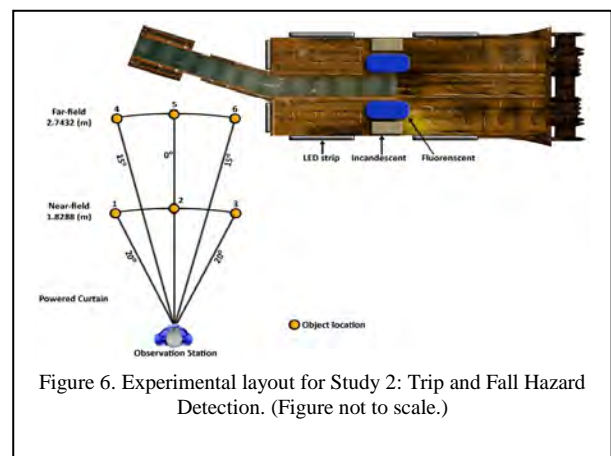 Far-field
2.7432 (m)
4
5
6
15°
0°
15°
LED strip
Incandescent
Fluorenscent
Near-field
1.8288 (m)
1
2
3
20°
20°
Powered Curtain
Object location
Observation Station
Figure 6. Experimental layout for Study 2: Trip and Fall Hazard
Detection. (Figure not to scale.)